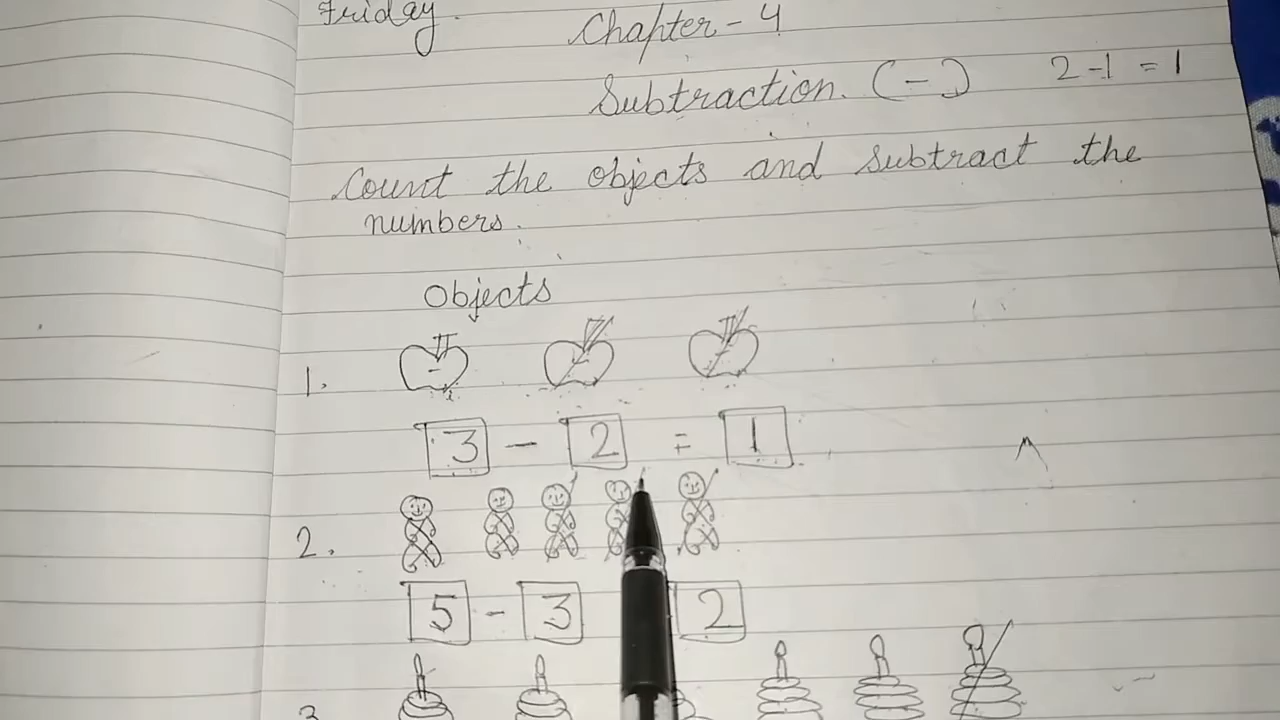 Friday.
Chapter - 4
Subtraction. (-) 2 - 1 = 1
Count the objects and subtract the
numbers.
Objects
1.
3 - 2 = 1
2.
5 - 3 2
3